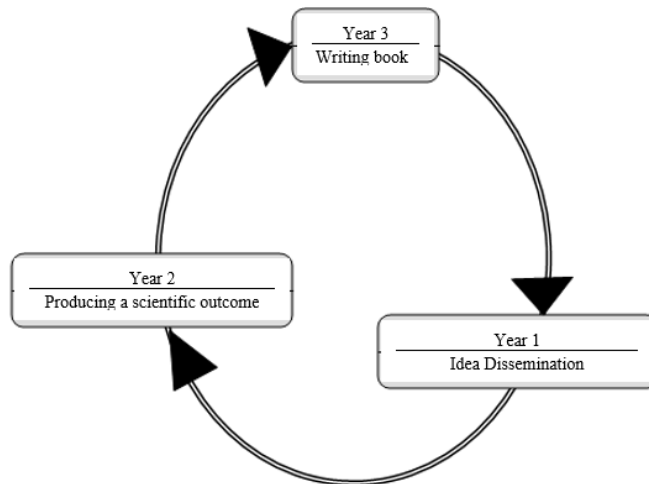 Year 3
Writing book
Year 2
Producing a scientific outcome
Year 1
Idea Dissemination